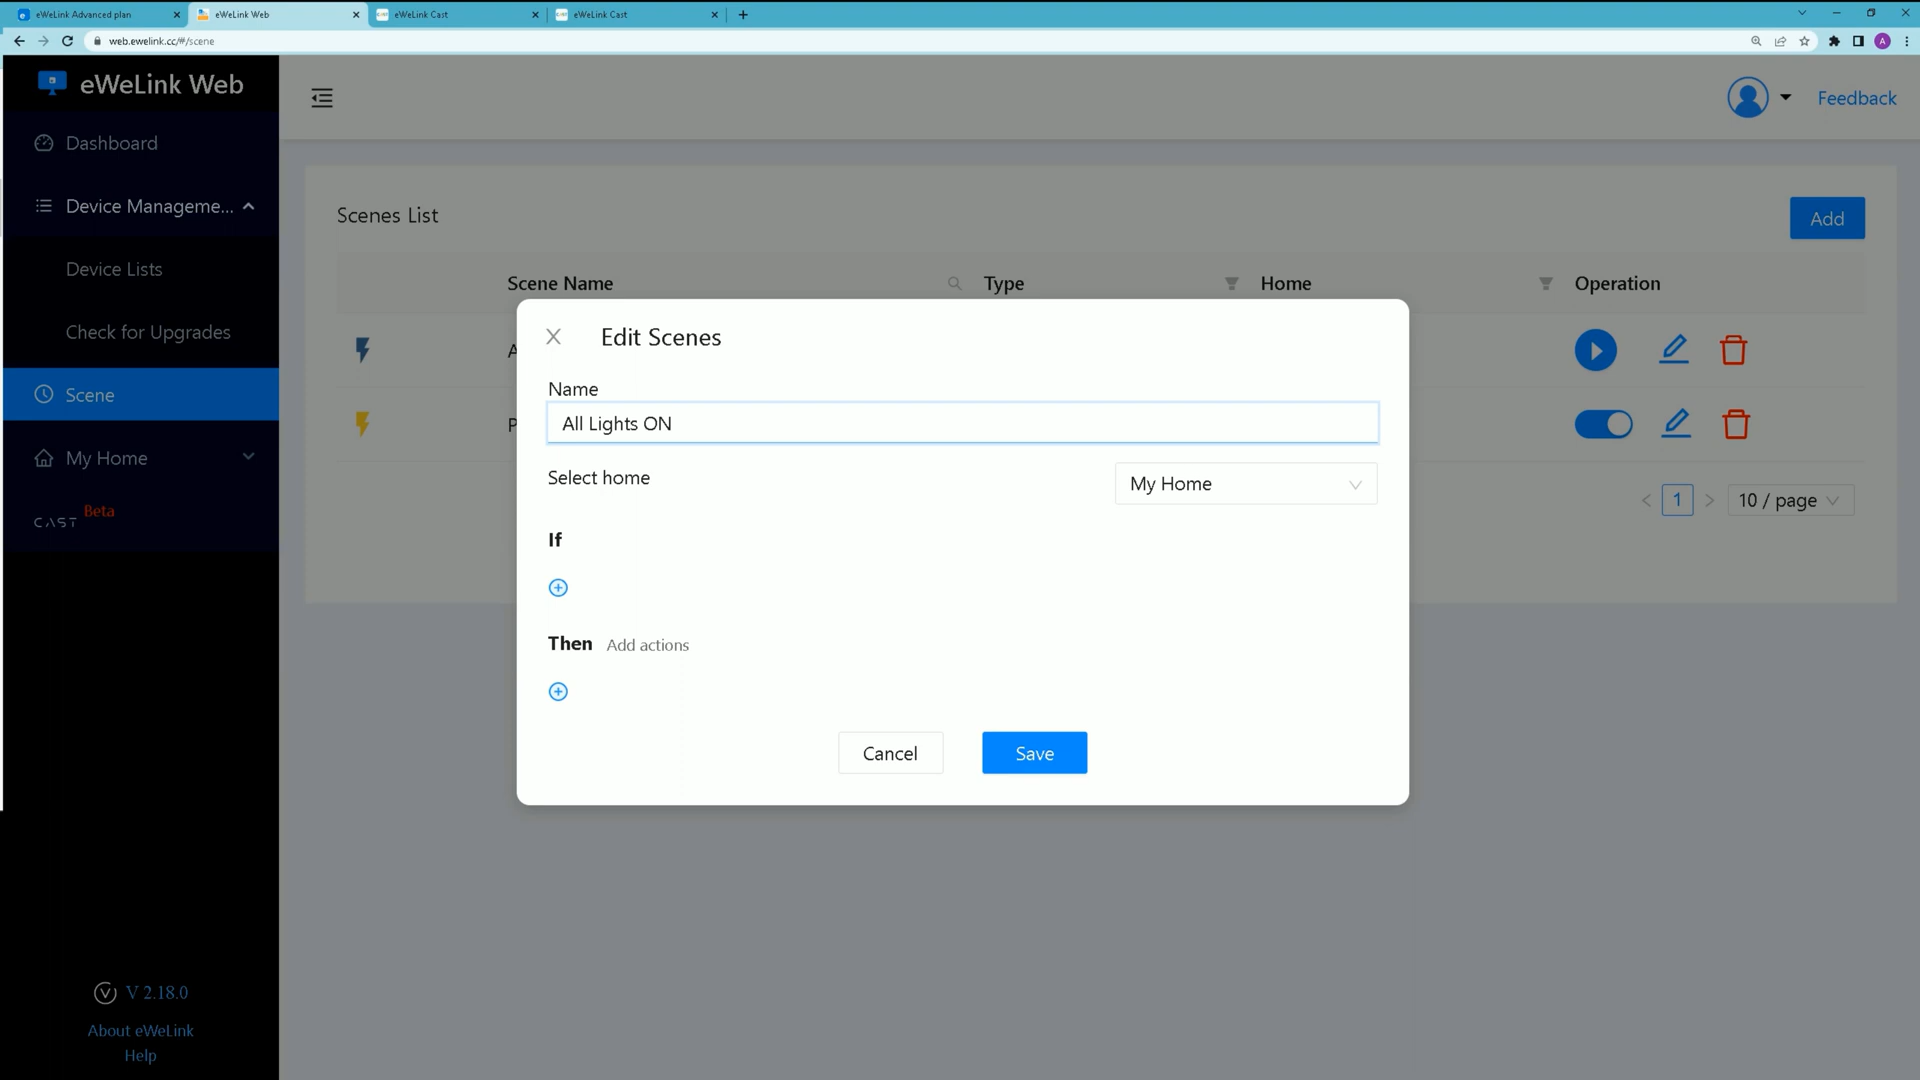 eWeLink Advanced plan
eWeLink Web
eWeLink Cast
eWeLink Cast
web.ewelink.cc/#/scene
A
eWeLink Web
Feedback
Dashboard
Device Manageme...
Device Lists
Check for Upgrades
Scene
My Home
CAST Beta
V 2.18.0
About eWeLink
Help
Scenes List
Add
Scene Name
Type
Home
Operation
A
P
1
10 / page
Edit Scenes
Name
All Lights ON
Select home
My Home
If
Then Add actions
Cancel
Save